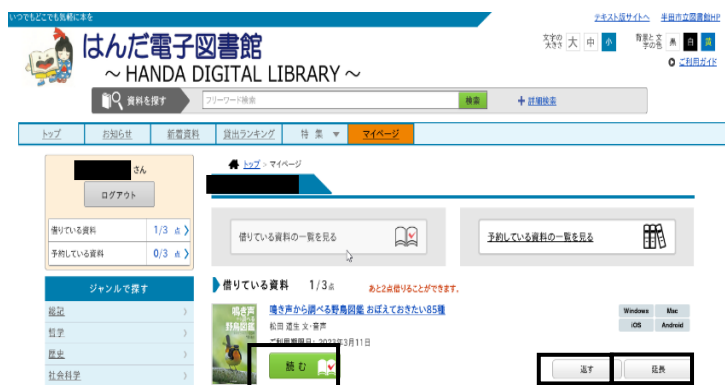 いつでもどこでも気軽に本を
テキスト版サイトへ 半田市立図書館HP
はんだ電子図書館
～HANDA DIGITAL LIBRARY～
文字の大きさ 大 中 小 背景と文字の色 黒 白 黄
ご利用ガイド
資料を探す フリーワード検索 検索 + 詳細検索
トップ お知らせ 新着資料 貸出ランキング 特集 ▼ マイページ
さん
ログアウト
借りている資料 1/3 点
予約している資料 0/3 点
ジャンルで探す
総記
哲学
歴史
社会科学
トップ > マイページ
借りている資料の一覧を見る
予約している資料の一覧を見る
借りている資料 1/3点 あと2点借りることができます。
鳴き声
野鳥図鑑
鳴き声から調べる野鳥図鑑 おぼえておきたい85種
松田 道生 文・音声
ご利用期限日: 2023年3月11日
読む
Windows Mac
iOS Android
返す 延長